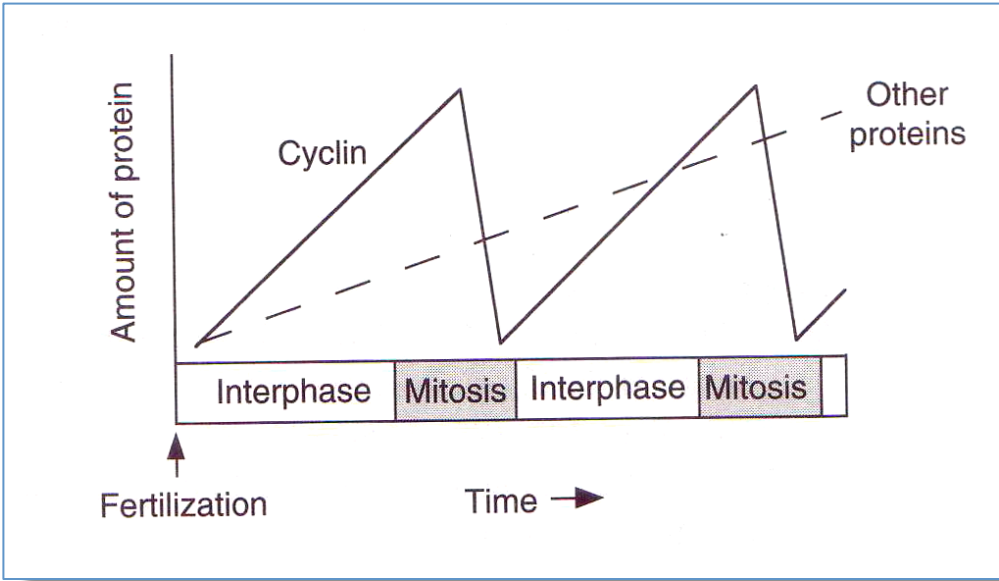 Amount of protein
Cyclin
Other
proteins
Interphase
Mitosis
Interphase
Mitosis
Fertilization
Time